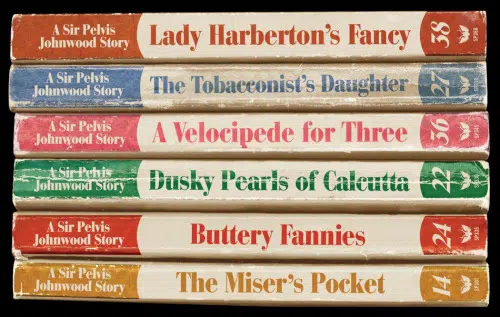 A Sir Pelvis
Johnwood Story
Lady Harberton's Fancy
38
A Sir Pelvis
Johnwood Story
The Tobacconist's Daughter
27
A Sir Pelvis
Johnwood Story
A Velocipede for Three
36
A Sir Pelvis
Johnwood Story
Dusky Pearls of Calcutta
22
A Sir Pelvis
Johnwood Story
Buttery Fannies
24
A Sir Pelvis
Johnwood Story
The Miser's Pocket
14